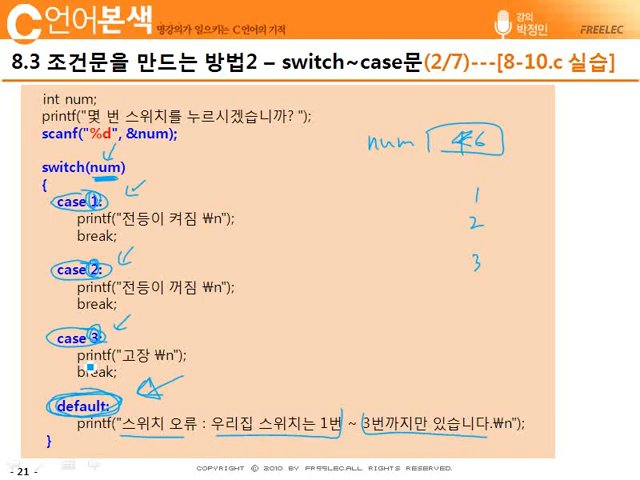 C언어본색 명강의가 일으키는 C언어의 기적
강의
박정민
FREELEC
8.3 조건문을 만드는 방법2 – switch~case문(2/7)---[8-10.c 실습]
int num;
printf("몇 번 스위치를 누르시겠습니까? ");
scanf("%d", &num);
num 6
switch(num)
{
case 1:
1
printf("전등이 켜짐 ₩n");
2
break;
case 2:
3
printf("전등이 꺼짐 ₩n");
break;
case 3:
printf("고장 ₩n");
break;
default:
printf("스위치 오류 : 우리집 스위치는 1번 ~ 3번까지만 있습니다.₩n");
}
- 21 -
COPYRIGHT ⓒ 2010 BY FREELEC.ALL RIGHTS RESERVED.